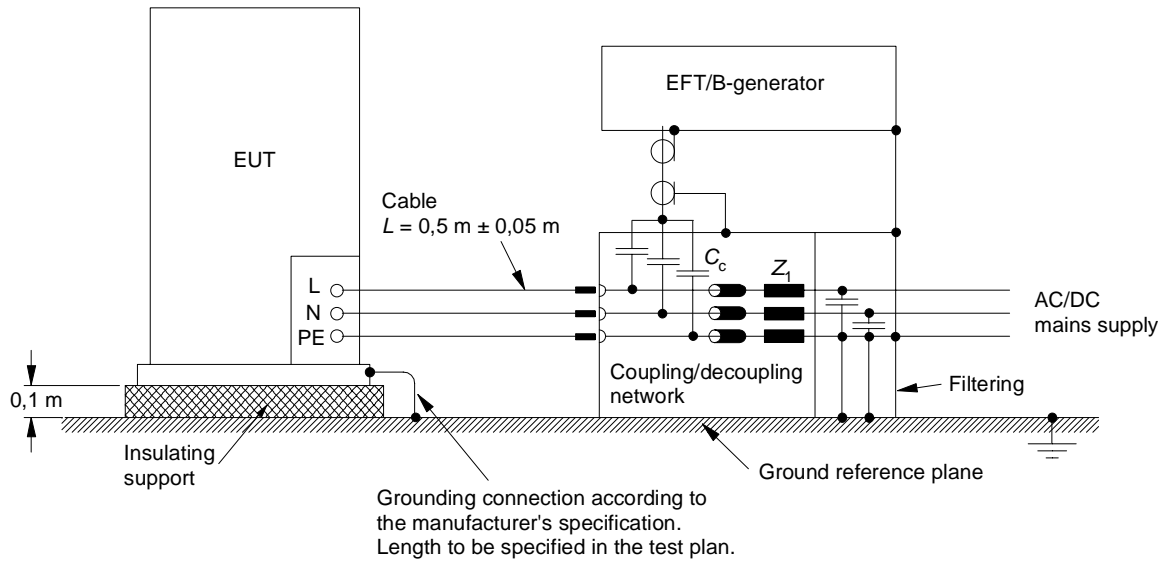 EFT/B-generator
EUT
Cable
L = 0,5 m ± 0,05 m
Cc
Z1
L
N
PE
AC/DC
mains supply
Coupling/decoupling
network
Filtering
0,1 m
Insulating
support
Ground reference plane
Grounding connection according to
the manufacturer's specification.
Length to be specified in the test plan.